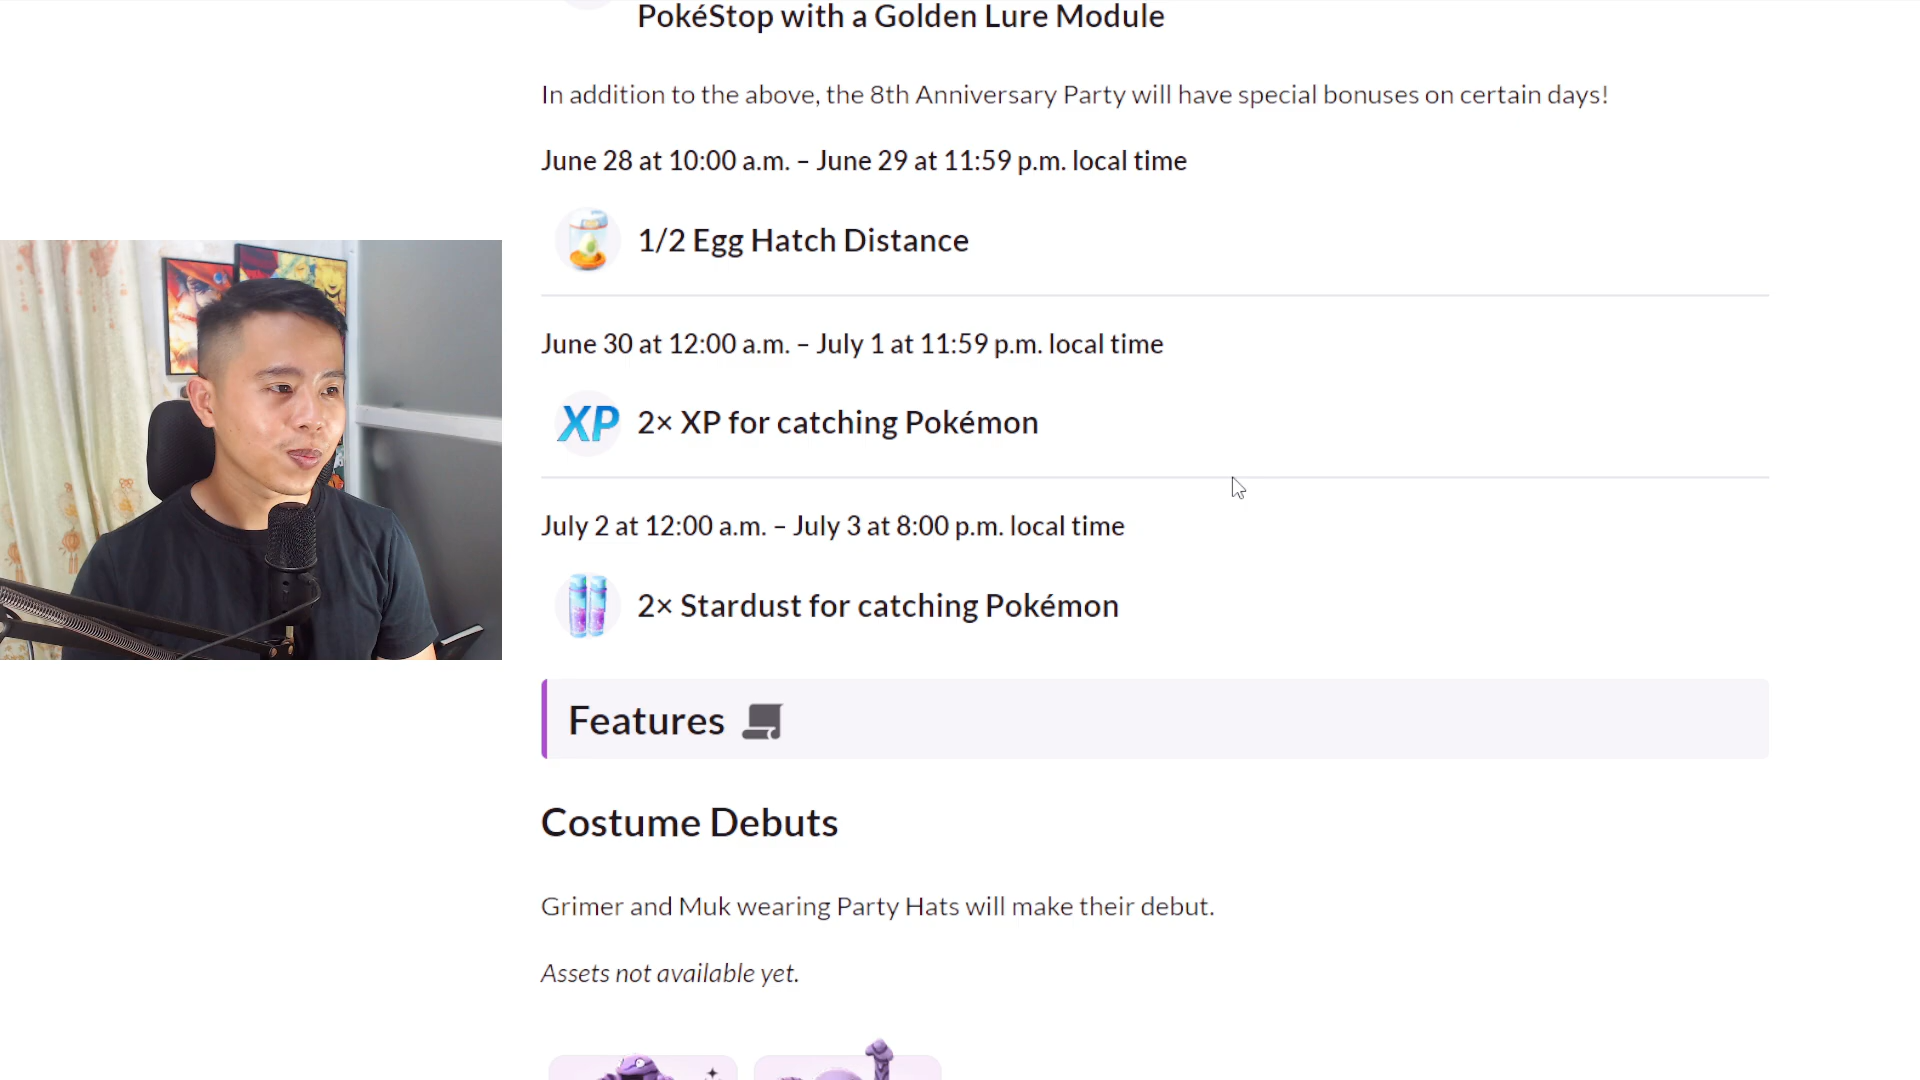 PokéStop with a Golden Lure Module
In addition to the above, the 8th Anniversary Party will have special bonuses on certain days!
June 28 at 10:00 a.m. – June 29 at 11:59 p.m. local time
1/2 Egg Hatch Distance
June 30 at 12:00 a.m. – July 1 at 11:59 p.m. local time
XP 2× XP for catching Pokémon
July 2 at 12:00 a.m. – July 3 at 8:00 p.m. local time
2× Stardust for catching Pokémon
Features
Costume Debuts
Grimer and Muk wearing Party Hats will make their debut.
Assets not available yet.